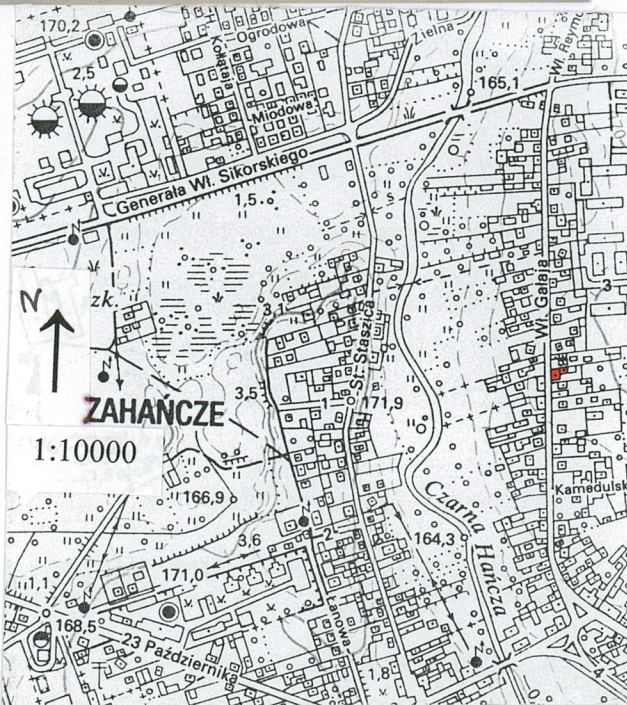 170,2
Ogrodowa
Zielna
Wł. Reym
Kołłątaja
2,5
165,1
Miodowa
Generała Wł. Sikorskiego
1,5
N
zk.
3,1
Wł. Gałaja
3
St. Staszica
N
3,5
171,9
ZAHAŃCZE
1:10000
Kamedulsk
166,9
Czarna Hańcza
N
2
164,3
3,6
171,0
1,1
168,5
23 Października
Łanowa
1,8
N
4